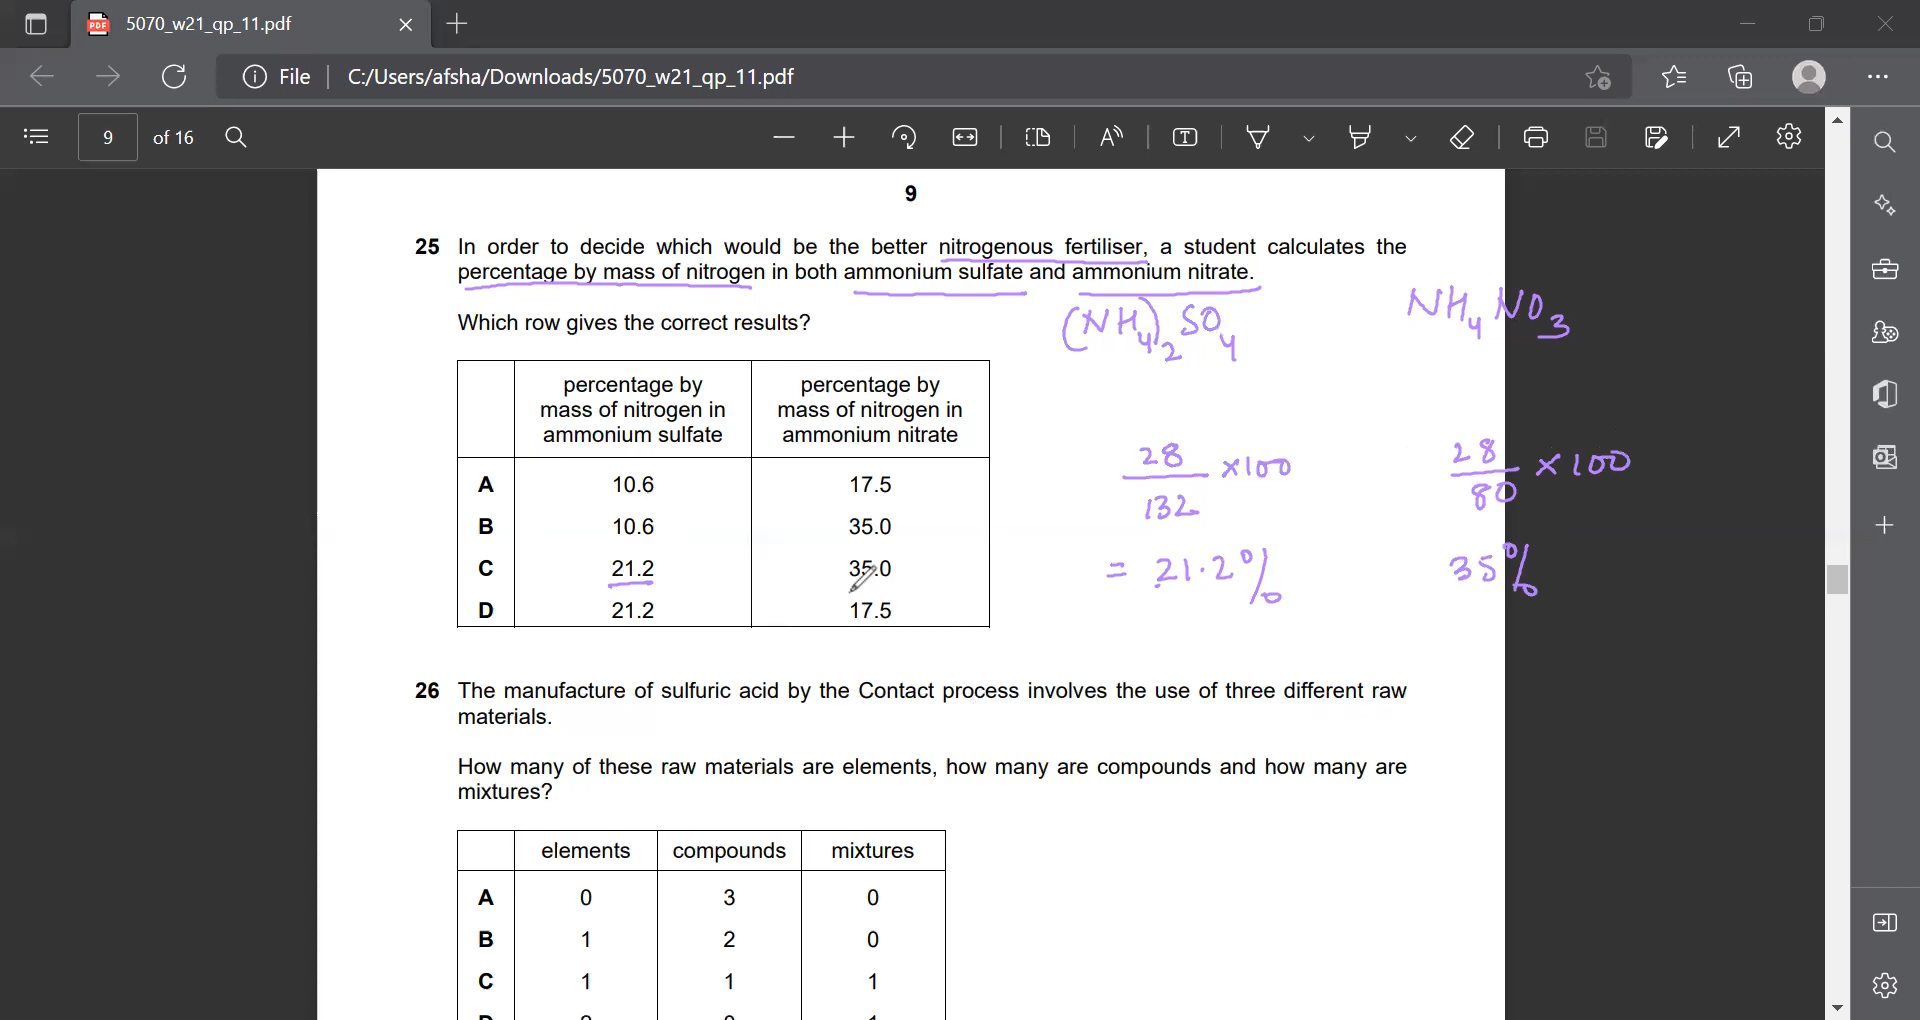 5070_w21_qp_11.pdf
File C:/Users/afsha/Downloads/5070_w21_qp_11.pdf
9 of 16
9
25 In order to decide which would be the better nitrogenous fertiliser, a student calculates the
percentage by mass of nitrogen in both ammonium sulfate and ammonium nitrate.
Which row gives the correct results?
(NH4)2 SO4
NH4 NO3
percentage by mass of nitrogen in ammonium sulfate percentage by mass of nitrogen in ammonium nitrate
A 10.6 17.5
B 10.6 35.0
C 21.2 35.0
D 21.2 17.5
28/132 ×100
= 21.2%
28/80 × 100
35%
26 The manufacture of sulfuric acid by the Contact process involves the use of three different raw
materials.
How many of these raw materials are elements, how many are compounds and how many are
mixtures?
elements compounds mixtures
A 0 3 0
B 1 2 0
C 1 1 1